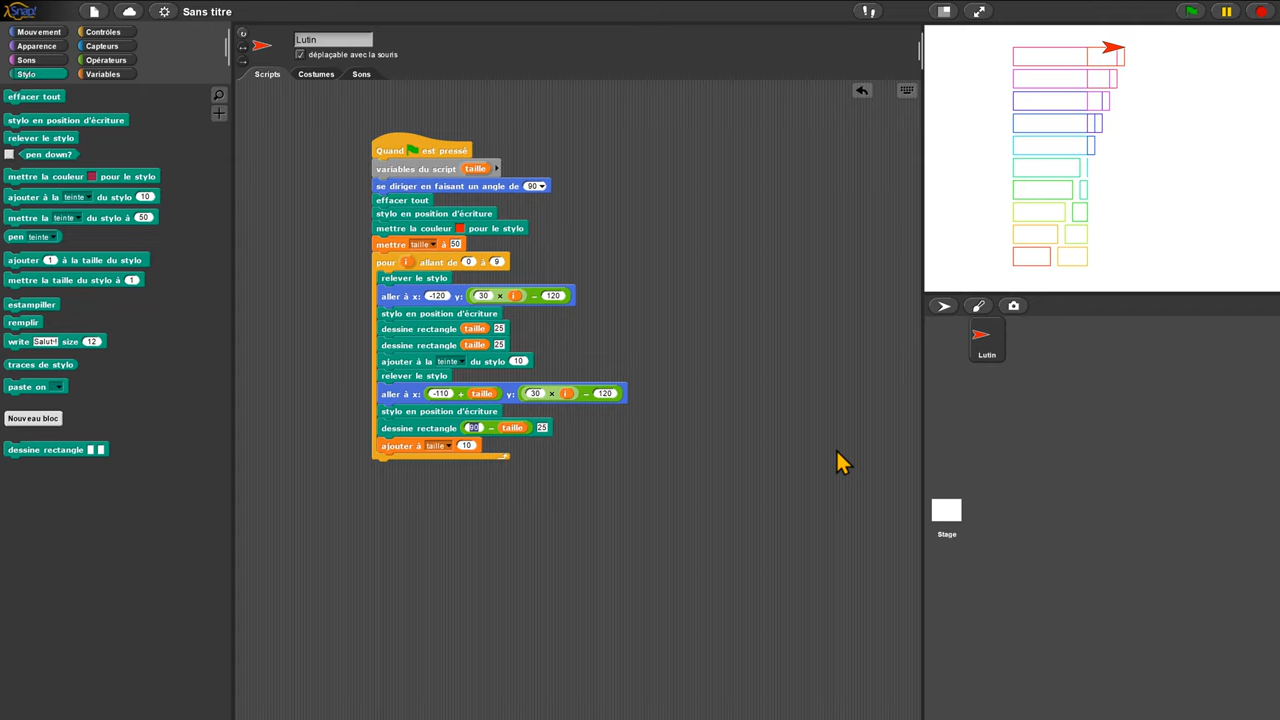 Snap! Sans titre
Mouvement Contrôles
Apparence Capteurs
Sons Opérateurs
Stylo Variables
effacer tout
stylo en position d'écriture
relever le stylo
pen down?
mettre la couleur pour le stylo
ajouter à la teinte du stylo 10
mettre la teinte du stylo à 50
pen teinte
ajouter 1 à la taille du stylo
mettre la taille du stylo à 1
estampiller
remplir
write Salut! size 12
traces de stylo
paste on
Nouveau bloc
dessine rectangle
Lutin
déplaçable avec la souris
Scripts Costumes Sons
Quand est pressé
variables du script taille
se diriger en faisant un angle de 90
effacer tout
stylo en position d'écriture
mettre la couleur pour le stylo
mettre taille à 50
pour i allant de 0 à 9
relever le stylo
aller à x: -120 y: 30 × i - 120
stylo en position d'écriture
dessine rectangle taille 25
dessine rectangle taille 25
ajouter à la teinte du stylo 10
relever le stylo
aller à x: -110 + taille y: 30 × i - 120
stylo en position d'écriture
dessine rectangle 90 - taille 25
ajouter à taille 10
Lutin
Stage